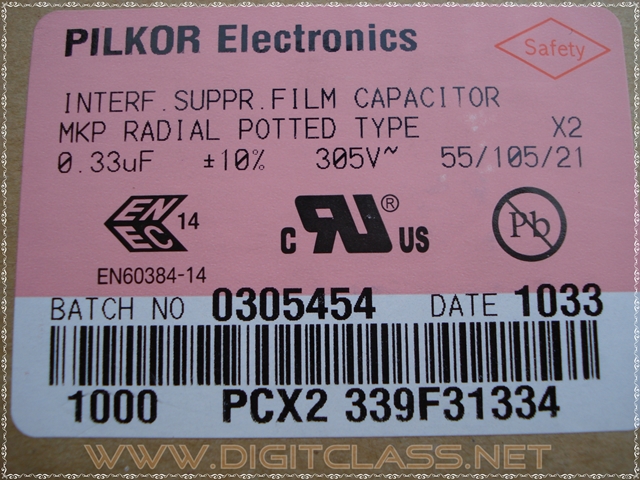 PILKOR Electronics
Safety
INTERF.SUPPR.FILM CAPACITOR
MKP RADIAL POTTED TYPE X2
0.33uF ±10% 305V~ 55/105/21
EN EC 14
c RU ® US
Pb
EN60384-14
BATCH NO 0305454 DATE 1033
1000 PCX2 339F31334
WWW.DIGITCLASS.NET